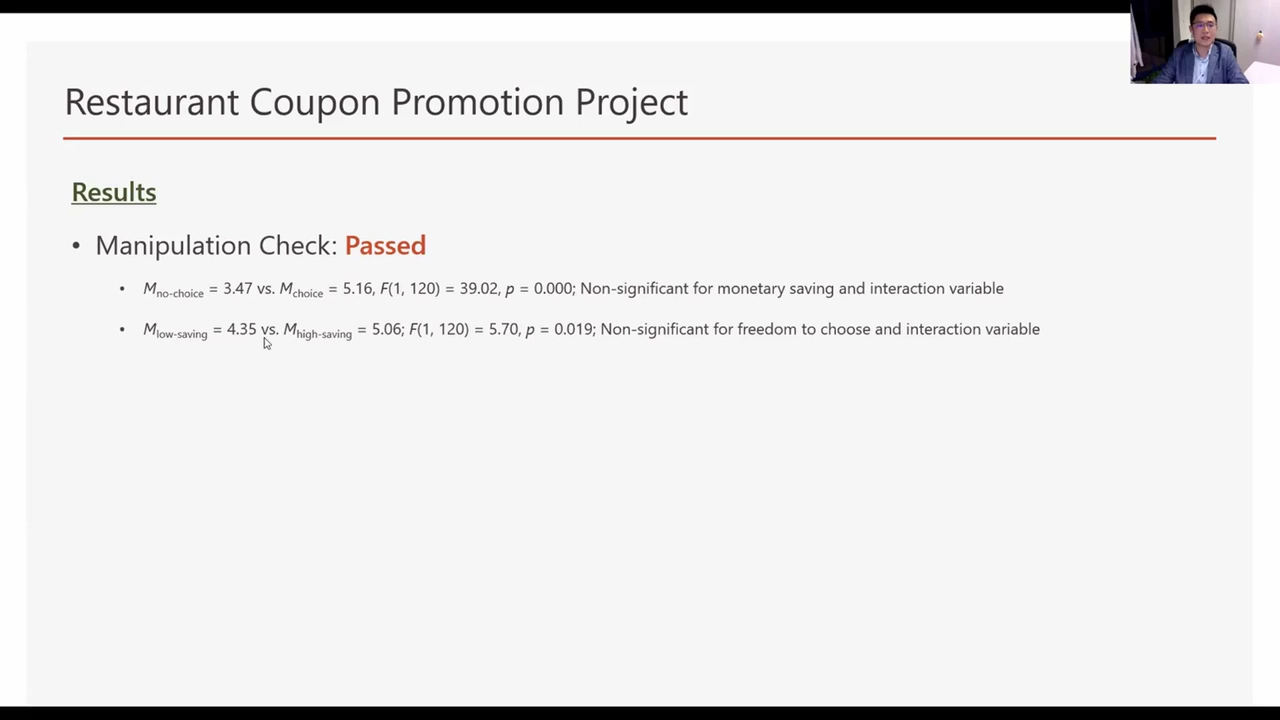 Restaurant Coupon Promotion Project
Results
• Manipulation Check: Passed
• Mno-choice = 3.47 vs. Mchoice = 5.16, F(1, 120) = 39.02, p = 0.000; Non-significant for monetary saving and interaction variable
• Mlow-saving = 4.35 vs. Mhigh-saving = 5.06; F(1, 120) = 5.70, p = 0.019; Non-significant for freedom to choose and interaction variable